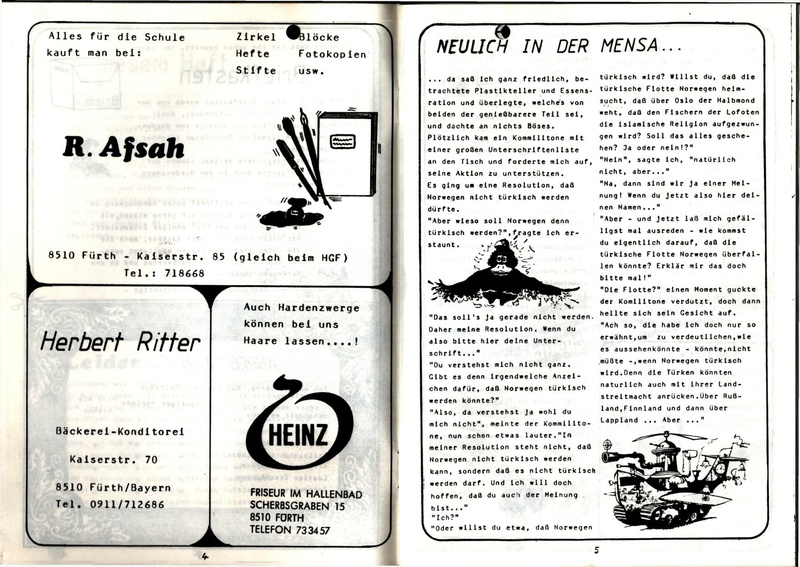 Alles für die Schule
kauft man bei:
Zirkel Blöcke
Hefte Fotokopien
Stifte usw.
R. Afsah
8510 Fürth - Kaiserstr. 85 (gleich beim HGF)
Tel.: 718668
Herbert Ritter
Bäckerei-Konditorei
Kaiserstr. 70
8510 Fürth/Bayern
Tel. 0911/712686
Auch Hardenzwerge
können bei uns
Haare lassen....!
HEINZ
FRISEUR IM HALLENBAD
SCHERBSGRABEN 15
8510 FÜRTH
TELEFON 733457
4
NEULICH IN DER MENSA...
... da saß ich ganz friedlich, be-
trachtete Plastikteller und Essens-
ration und überlegte, welches von
beiden der genießbarere Teil sei,
und dachte an nichts Böses.
Plötzlich kam ein Kommilitone mit
einer großen Unterschriftenliste
an den Tisch und forderte mich auf,
seine Aktion zu unterstützen.
Es ging um eine Resolution, daß
Norwegen nicht türkisch werden
dürfte.
"Aber wieso soll Norwegen denn
türkisch werden?",fragte ich er-
staunt.
"Das soll's ja gerade nicht werden.
Daher meine Resolution. Wenn du
also bitte hier deine Unter-
schrift..."
"Du verstehst mich nicht ganz.
Gibt es denn irgendwelche Anzei-
chen dafür, daß Norwegen türkisch
werden könnte?"
"Also, da verstehst ja wohl du
mich nicht", meinte der Kommilito-
ne, nun schon etwas lauter."In
meiner Resolution steht nicht, daß
Norwegen nicht türkisch werden
kann, sondern daß es nicht türkisch
werden darf. Und ich will doch
hoffen, daß du auch der Meinung
bist..."
"Ich?"
"Oder willst du etwa, daß Norwegen
türkisch wird? Willst du, daß die
türkische Flotte Norwegen heim-
sucht, daß über Oslo der Halbmond
weht, daß den Fischern der Lofoten
die islamische Religion aufgezwun-
gen wird? Soll das alles gesche-
hen? Ja oder nein!?"
"Nein", sagte ich, "natürlich
nicht, aber..."
"Na, dann sind wir ja einer Mei-
nung! Wenn du jetzt also hier dei-
nen Namen..."
"Aber - und jetzt laß mich gefäl-
ligst mal ausreden - wie kommst
du eigentlich darauf, daß die
türkische Flotte Norwegen überfal-
len könnte? Erklär mir das doch
bitte mal!"
"Die Flotte?" einen Moment guckte
der Komilitone verdutzt, doch dann
hellte sich sein Gesicht auf.
"Ach so, die habe ich doch nur so
erwähnt,um zu verdeutlichen,wie
es aussehenkönnte - könnte,nicht
müßte -,wenn Norwegen türkisch
wird.Denn die Türken könnten
naturlich auch mit ihrer Land-
streitmacht anrücken.Über Ruß-
land,Finnland und dann über
Lappland ... Aber ..."
5